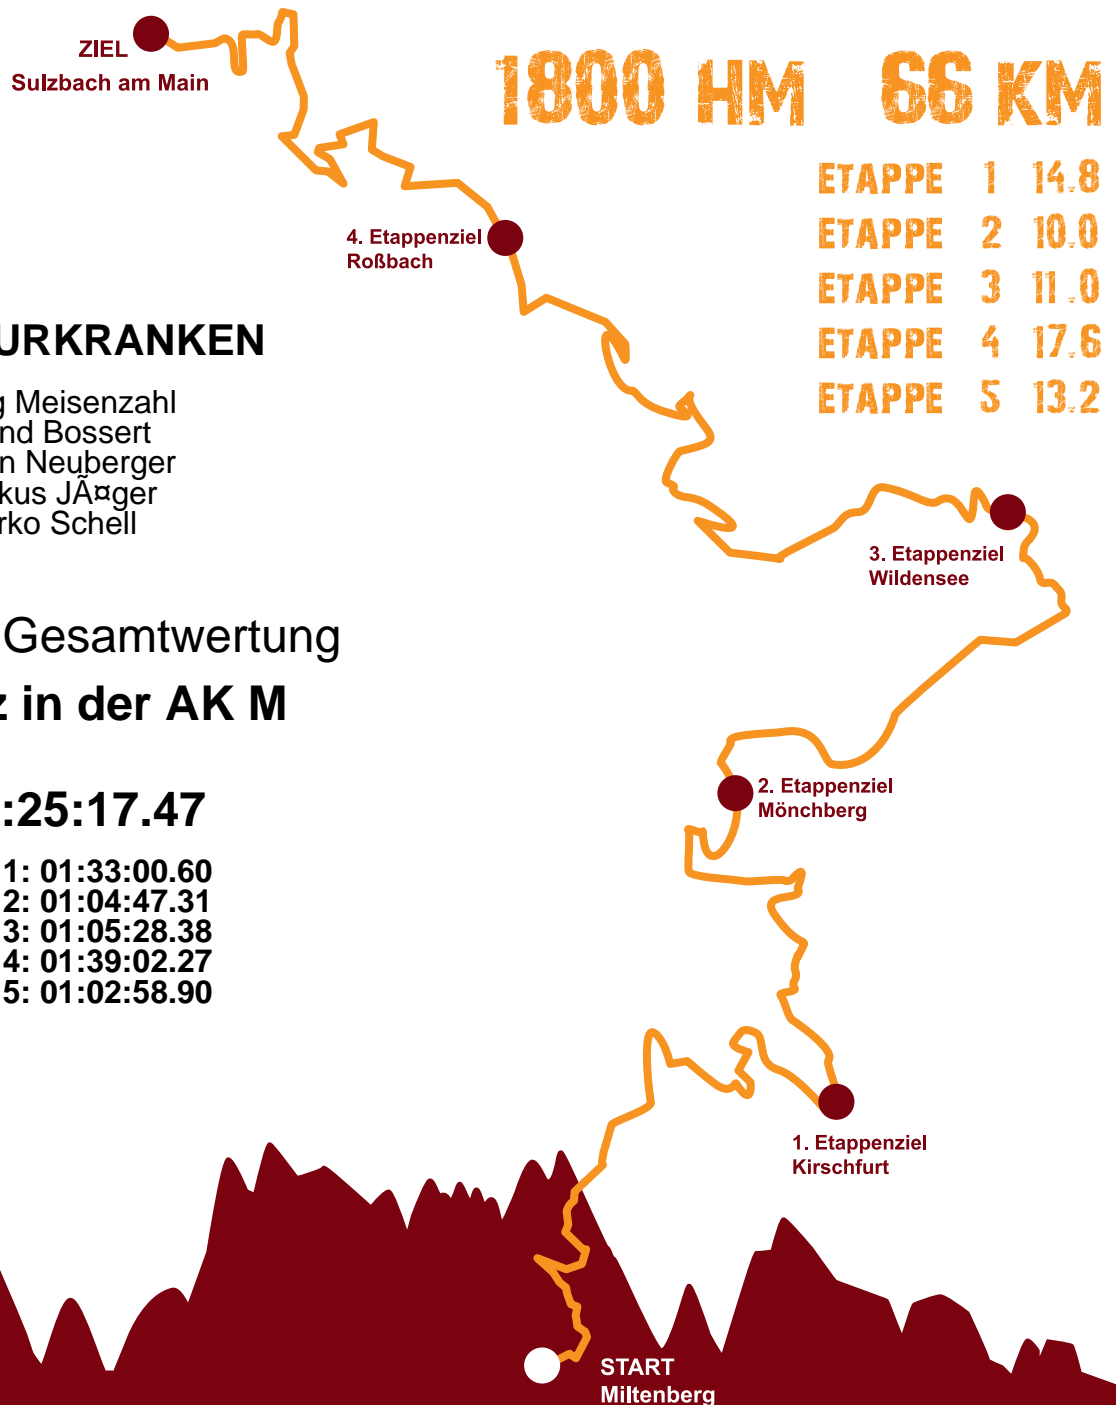 ZIEL
Sulzbach am Main
1800 HM 66 KM
ETAPPE 1 14.8
ETAPPE 2 10.0
ETAPPE 3 11.0
ETAPPE 4 17.6
ETAPPE 5 13.2
4. Etappenziel
Roßbach
URKRANKEN
g Meisenzahl
nd Bossert
n Neuberger
kus JÃ¤ger
rko Schell
3. Etappenziel
Wildensee
Gesamtwertung
z in der AK M
2. Etappenziel
Mönchberg
:25:17.47
1: 01:33:00.60
2: 01:04:47.31
3: 01:05:28.38
4: 01:39:02.27
5: 01:02:58.90
1. Etappenziel
Kirschfurt
START
Miltenberg